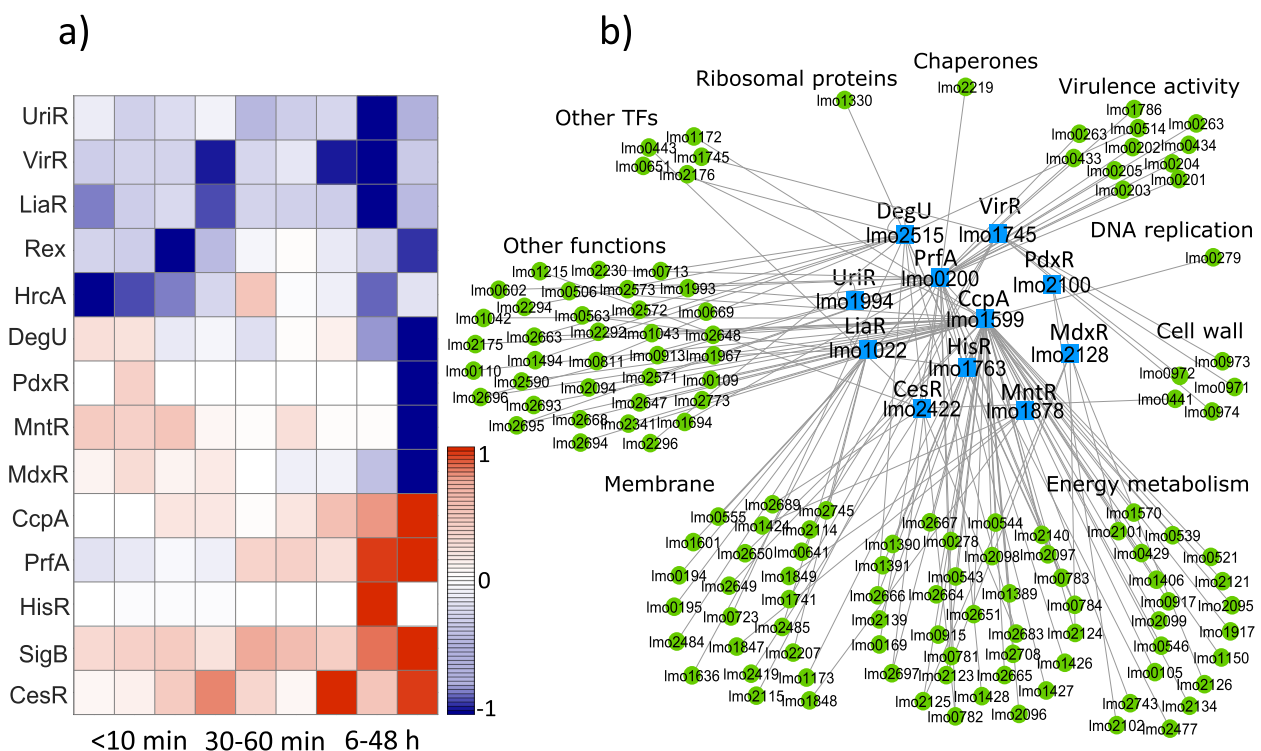 a)
UriR
VirR
LiaR
Rex
HrcA
DegU
PdxR
MntR
MdxR
CcpA
PrfA
HisR
SigB
CesR
<10 min 30-60 min 6-48 h
1
0
-1
b)
Chaperones
lmo2219
Ribosomal proteins
lmo1330
Virulence activity
lmo1786
lmo0263 lmo0514 lmo0263
lmo0433 lmo0202 lmo0434
lmo0205 lmo0204
lmo0203 lmo0201
Other TFs
lmo1172
lmo0443
lmo1745
lmo0651
lmo2176
DegU
lmo2515
VirR
lmo1745
PrfA
lmo0200
PdxR
lmo2100
UriR
lmo1994
CcpA
lmo1599
LiaR
lmo1022
HisR
lmo1763
MdxR
lmo2128
CesR
lmo2422
MntR
lmo1878
DNA replication
lmo0279
Cell wall
lmo0973
lmo0972
lmo0971
lmo0441
lmo0974
Other functions
lmo1215 lmo2230 lmo0713
lmo0602 lmo0506 lmo2573 lmo1993
lmo2294 lmo0563 lmo2572 lmo0669
lmo1042
lmo2663 lmo2292 lmo1043 lmo2648
lmo2175
lmo1494 lmo0811 lmo0913 lmo1967
lmo0110
lmo2590 lmo2094 lmo2571 lmo0109
lmo2696 lmo2693 lmo2647 lmo2773
lmo2695 lmo2668 lmo2341 lmo1694
lmo2694 lmo2296
Membrane
lmo2689
lmo0555 lmo2745
lmo1424 lmo2114
lmo1601
lmo2650 lmo0641
lmo0194 lmo1849
lmo2649
lmo0195 lmo1741
lmo0723
lmo2485
lmo2484 lmo1847
lmo2207
lmo1636 lmo2419 lmo1173
lmo2115 lmo1848
Energy metabolism
lmo1570
lmo2667 lmo0544
lmo2140 lmo2101 lmo0539
lmo1390 lmo0278
lmo2098 lmo2097 lmo0429 lmo0521
lmo1391
lmo0543 lmo0783 lmo1406 lmo2121
lmo2666 lmo2664 lmo1389
lmo0784 lmo0917 lmo2095
lmo2139 lmo2651 lmo2099
lmo0915 lmo2683 lmo2124 lmo1917
lmo0169 lmo0546
lmo0781 lmo2708 lmo1426 lmo1150
lmo2697 lmo2123 lmo2665 lmo0105
lmo2126
lmo2125 lmo1428 lmo1427
lmo2743 lmo2134
lmo0782 lmo2096
lmo2102 lmo2477